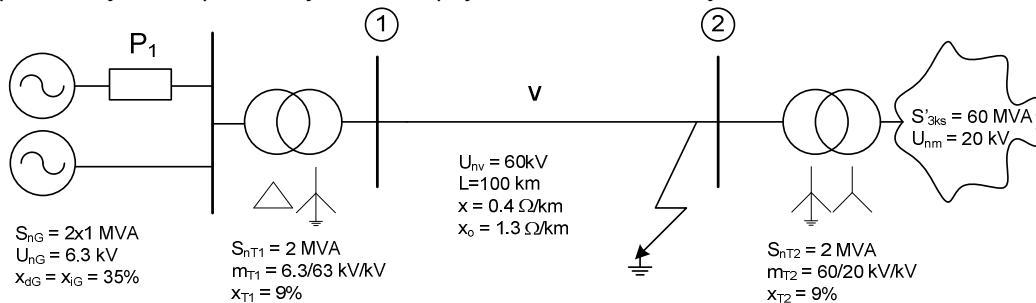 1
2
P₁
v
S'₃ₖₛ = 60 MVA
Uₙₘ = 20 kV
Uₙᵥ = 60kV
L=100 km
x = 0.4 Ω/km
xₒ = 1.3 Ω/km
SₙG = 2x1 MVA
UₙG = 6.3 kV
xdG = xiG = 35%
SₙT1 = 2 MVA
mT1 = 6.3/63 kV/kV
xT1 = 9%
SₙT2 = 2 MVA
mT2 = 60/20 kV/kV
xT2 = 9%